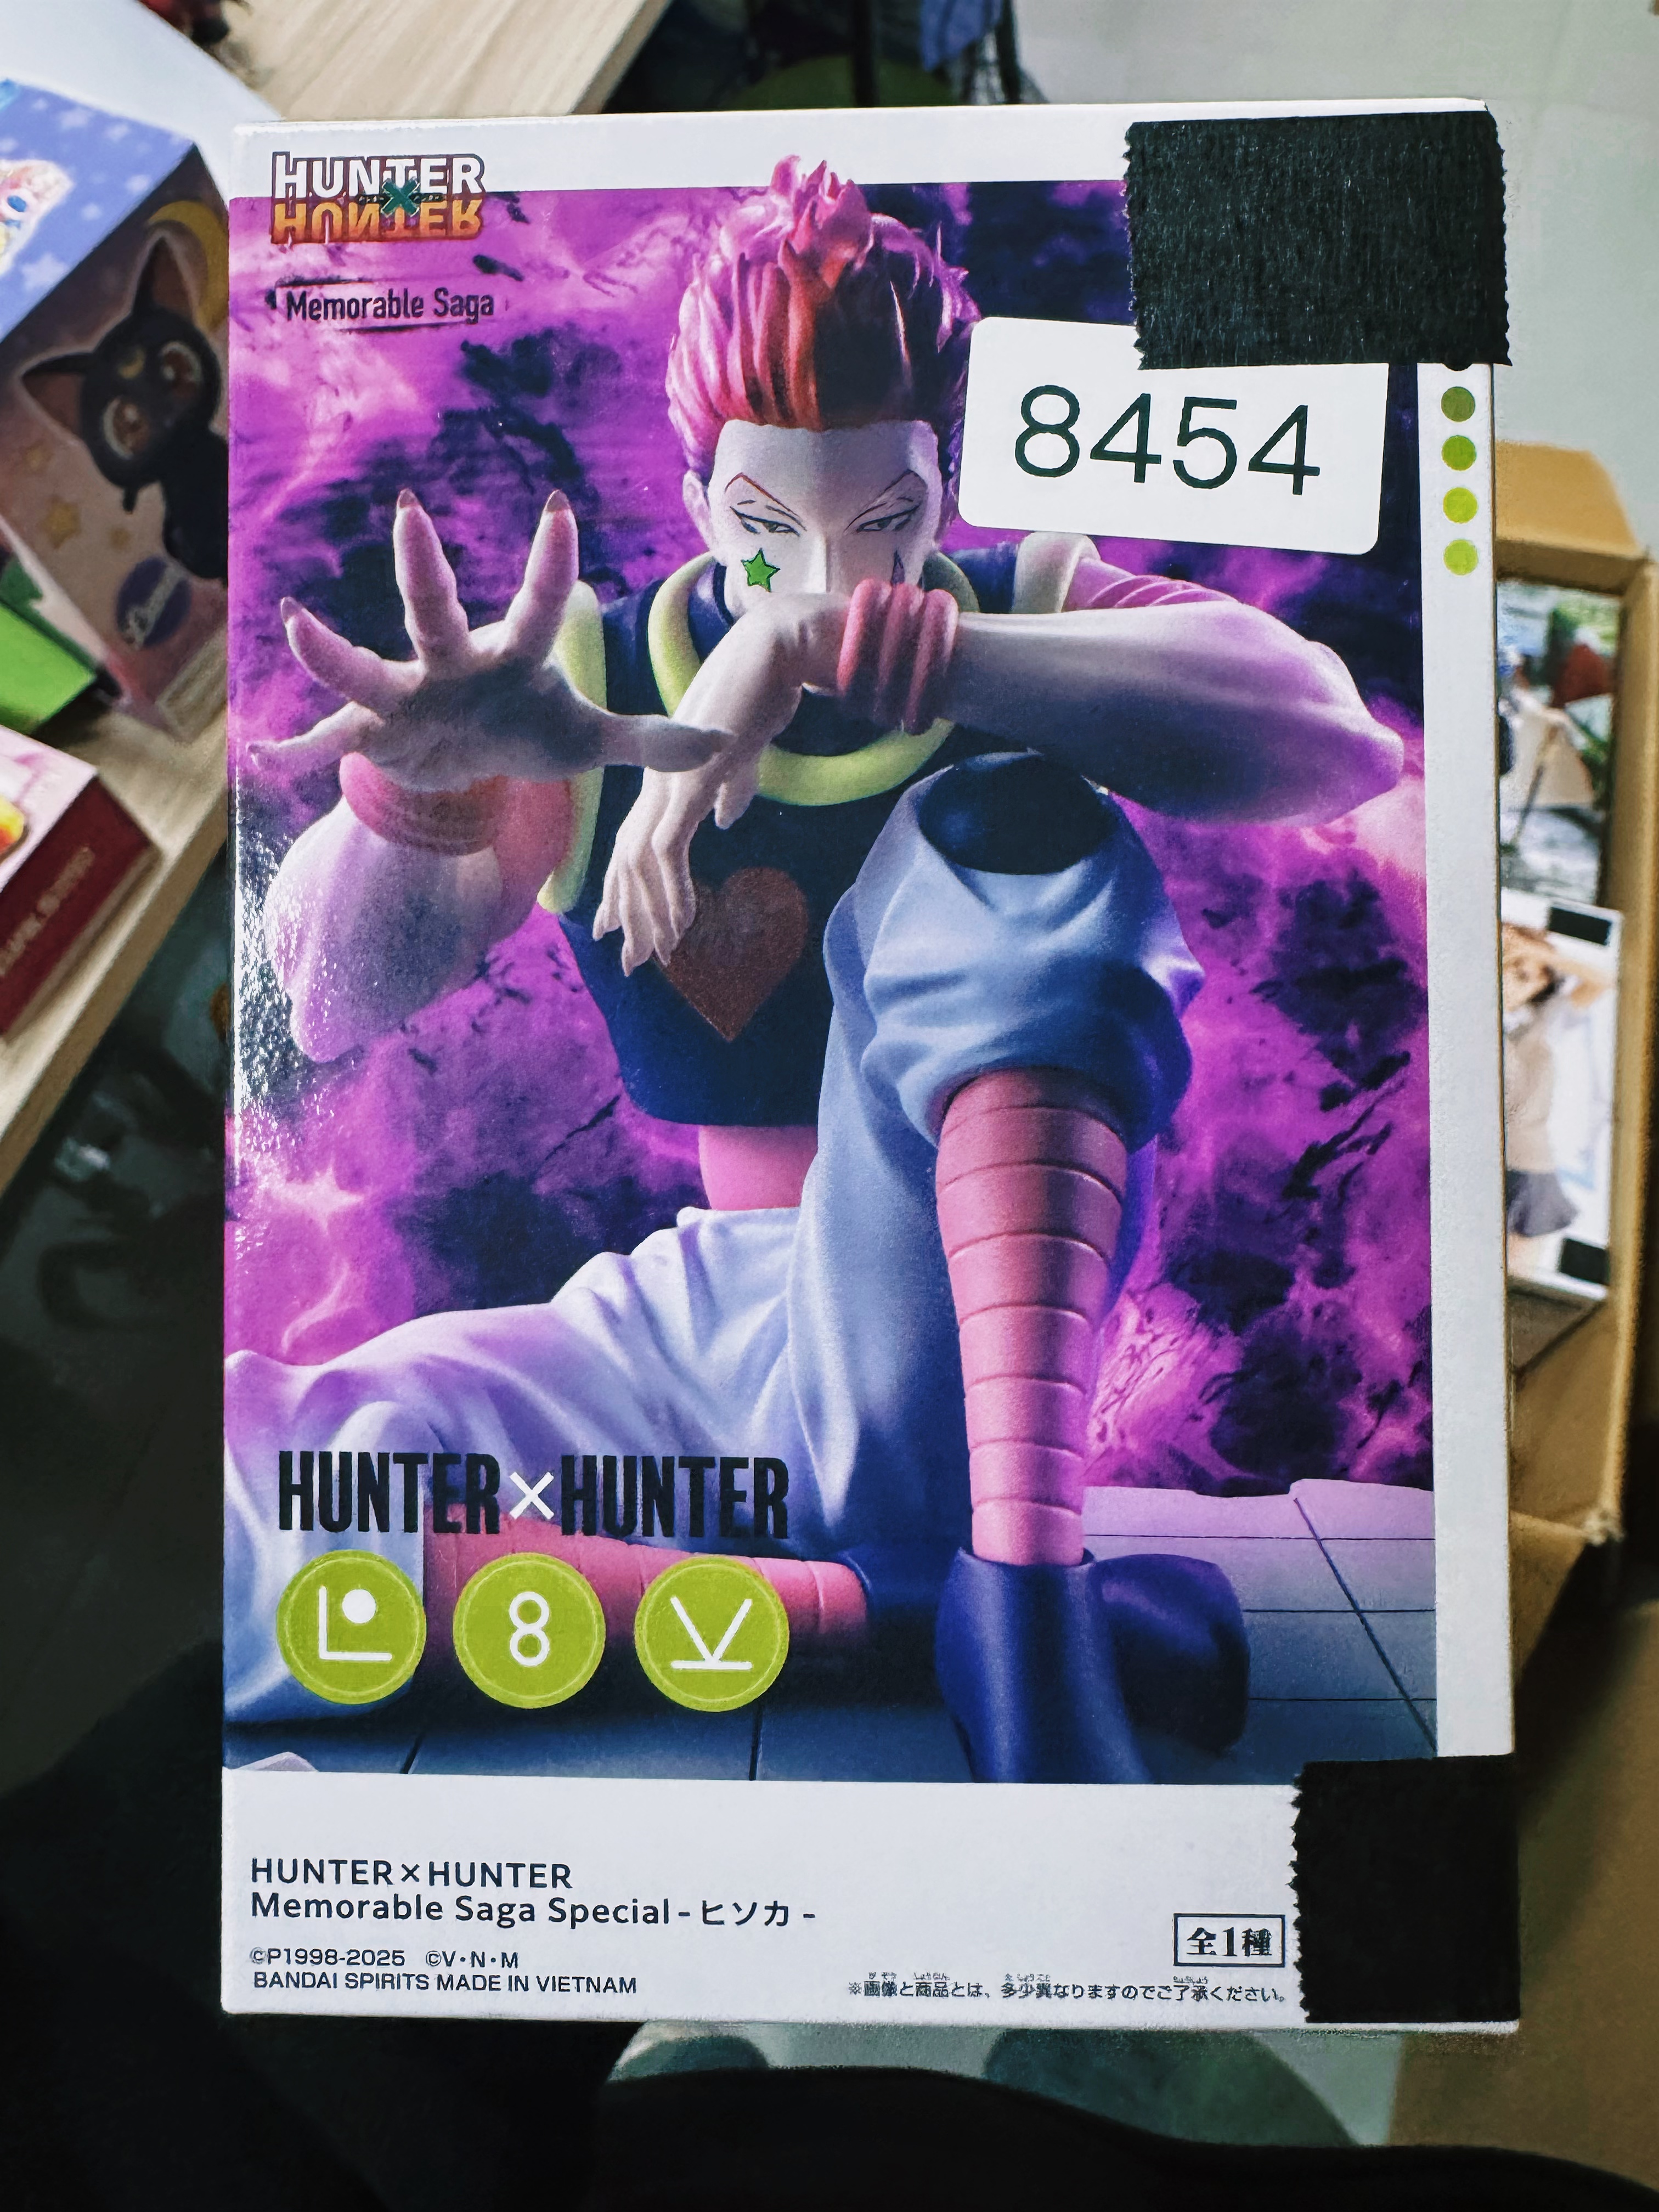 HUNTER×HUNTER
Memorable Saga
8454
HUNTER×HUNTER
HUNTER×HUNTER
Memorable Saga Special-ヒソカ-
©P1998-2025 ©V・N・M
BANDAI SPIRITS MADE IN VIETNAM
全1種
※画像と商品とは、多少異なりますのでご了承ください。